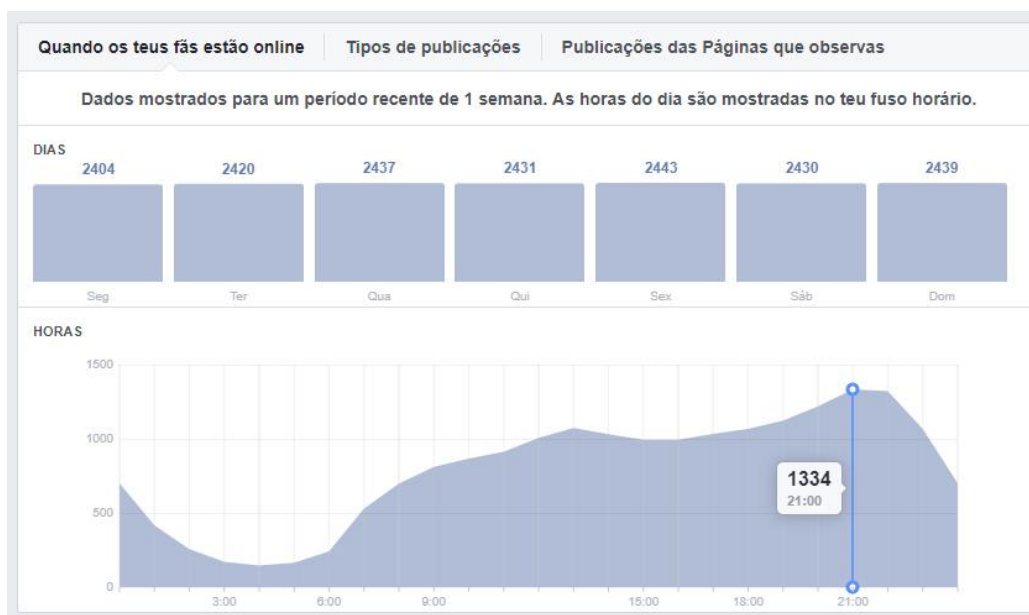 Quando os teus fãs estão online Tipos de publicações Publicações das Páginas que observas
Dados mostrados para um período recente de 1 semana. As horas do dia são mostradas no teu fuso horário.
DIAS
2404 2420 2437 2431 2443 2430 2439
Seg Ter Qua Qui Sex Sáb Dom
HORAS
1500
1000
1334
21:00
500
0
3:00 6:00 9:00 15:00 18:00 21:00